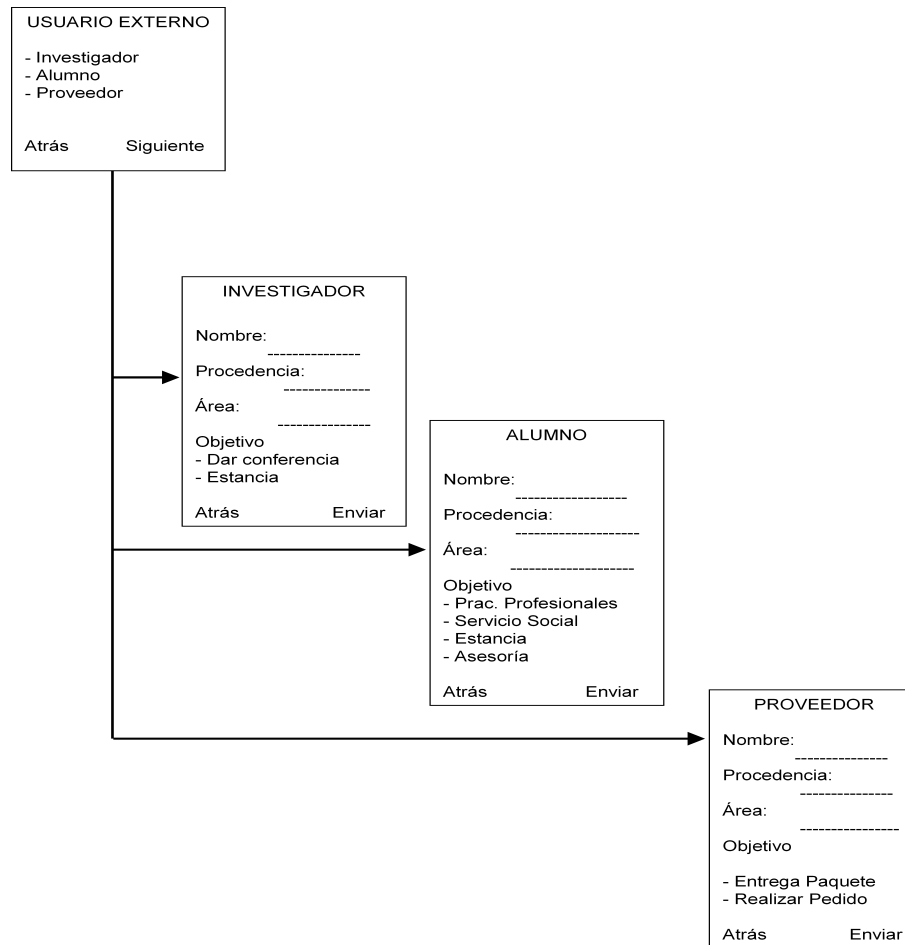 USUARIO EXTERNO
- Investigador
- Alumno
- Proveedor
Atrás Siguiente
INVESTIGADOR
Nombre:
---------------
Procedencia:
--------------
Área:
---------------
Objetivo
- Dar conferencia
- Estancia
Atrás Enviar
ALUMNO
Nombre:
------------------
Procedencia:
--------------------
Área:
--------------------
Objetivo
- Prac. Profesionales
- Servicio Social
- Estancia
- Asesoría
Atrás Enviar
PROVEEDOR
Nombre:
---------------
Procedencia:
---------------
Área:
----------------
Objetivo
- Entrega Paquete
- Realizar Pedido
Atrás Enviar